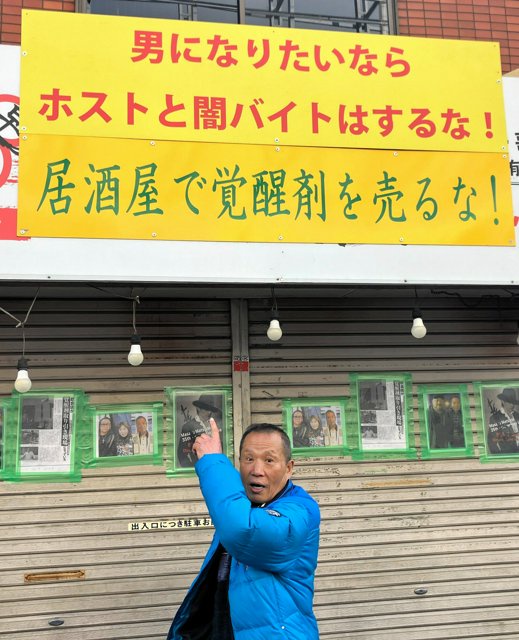 男になりたいなら
ホストと闇バイトはするな！
居酒屋で覚醒剤を売るな！
出入口につき駐車お